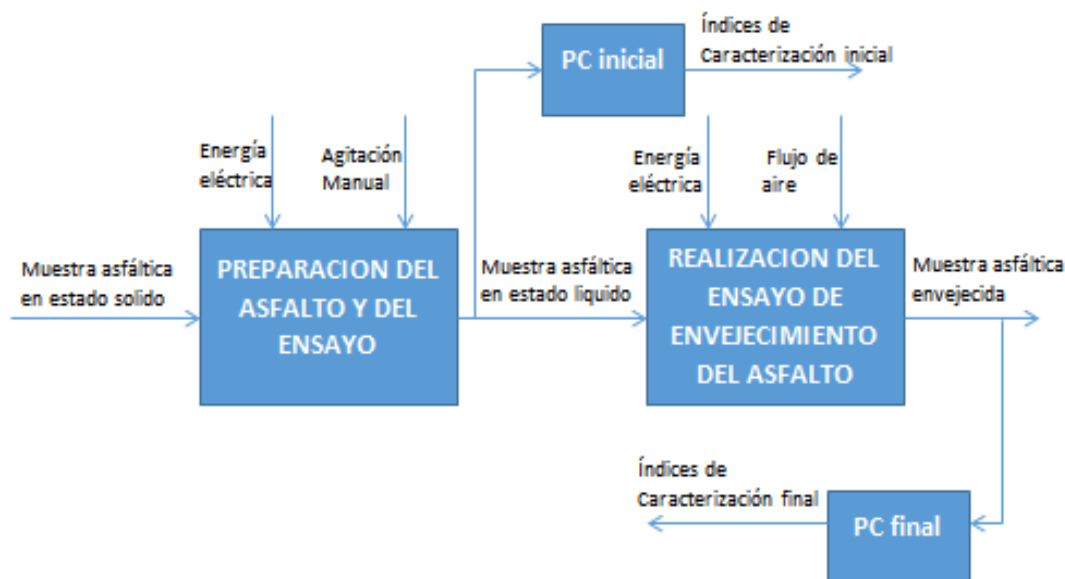 PC inicial
Índices de
Caracterización inicial
Energía
eléctrica
Agitación
Manual
Energía
eléctrica
Flujo de
aire
Muestra asfáltica
en estado solido
PREPARACION DEL
ASFALTO Y DEL
ENSAYO
Muestra asfáltica
en estado liquido
REALIZACION DEL
ENSAYO DE
ENVEJECIMIENTO
DEL ASFALTO
Muestra asfáltica
envejecida
Índices de
Caracterización final
PC final